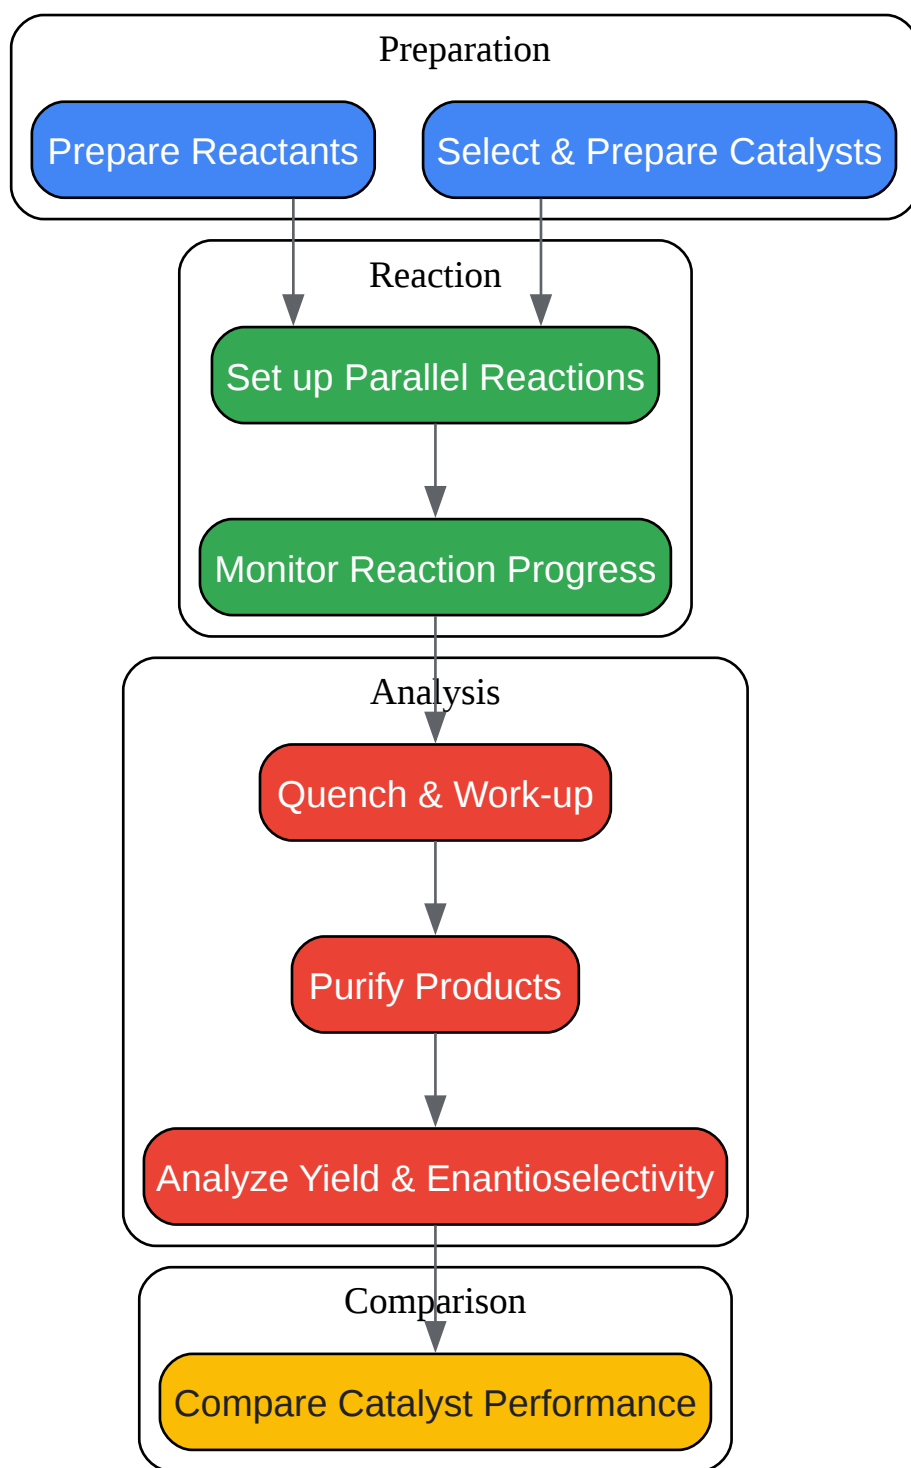 Preparation
Prepare Reactants
Select & Prepare Catalysts
Reaction
Set up Parallel Reactions
Monitor Reaction Progress
Analysis
Quench & Work-up
Purify Products
Analyze Yield & Enantioselectivity
Comparison
Compare Catalyst Performance